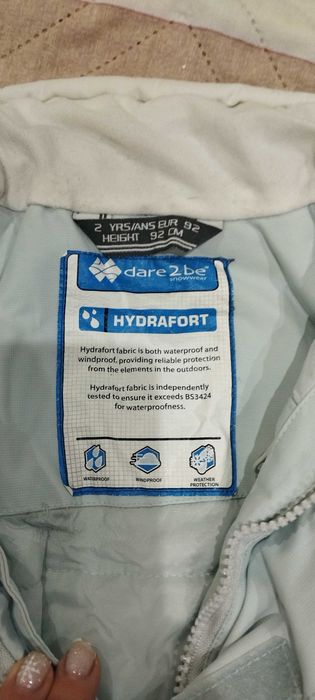 2 YRS/ANS EUR 92
HEIGHT 92 CM
dare2be®
snowwear
HYDRAFORT
Hydrafort fabric is both waterproof and
windproof, providing reliable protection
from the elements in the outdoors.
Hydrafort fabric is independently
tested to ensure it exceeds BS3424
for waterproofness.
WATERPROOF
WINDPROOF
WEATHER
PROTECTION